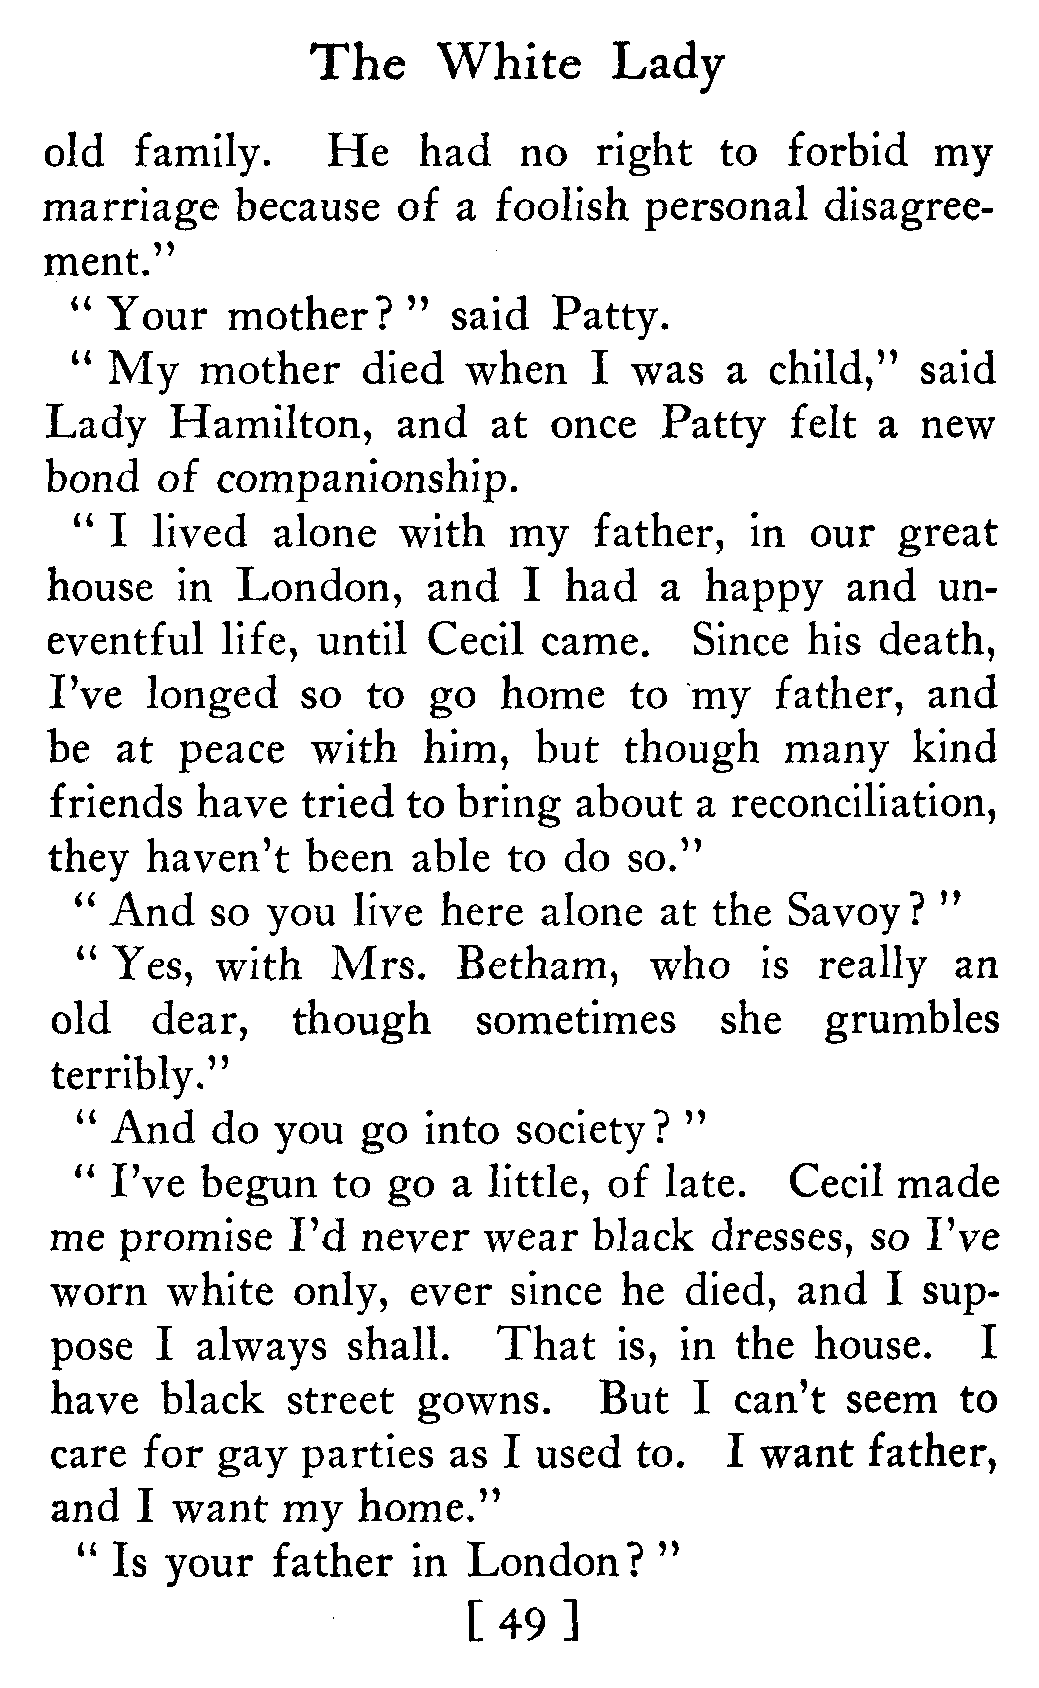 The White Lady
old family. He had no right to forbid my
marriage because of a foolish personal disagree-
ment."
" Your mother? " said Patty.
" My mother died when I was a child," said
Lady Hamilton, and at once Patty felt a new
bond of companionship.
" I lived alone with my father, in our great
house in London, and I had a happy and un-
eventful life, until Cecil came. Since his death,
I've longed so to go home to my father, and
be at peace with him, but though many kind
friends have tried to bring about a reconciliation,
they haven't been able to do so."
" And so you live here alone at the Savoy? "
" Yes, with Mrs. Betham, who is really an
old dear, though sometimes she grumbles
terribly."
" And do you go into society? "
" I've begun to go a little, of late. Cecil made
me promise I'd never wear black dresses, so I've
worn white only, ever since he died, and I sup-
pose I always shall. That is, in the house. I
have black street gowns. But I can't seem to
care for gay parties as I used to. I want father,
and I want my home."
" Is your father in London? "
[ 49 ]